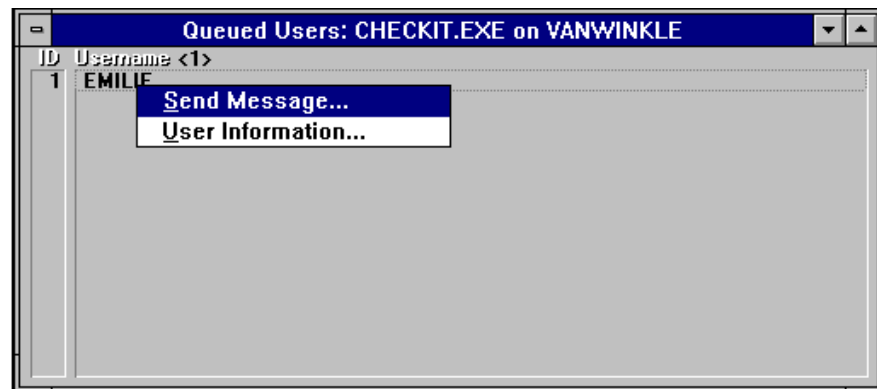 Queued Users: CHECKIT.EXE on VANWINKLE
ID Username <1>
1 EMILIE
Send Message...
User Information...